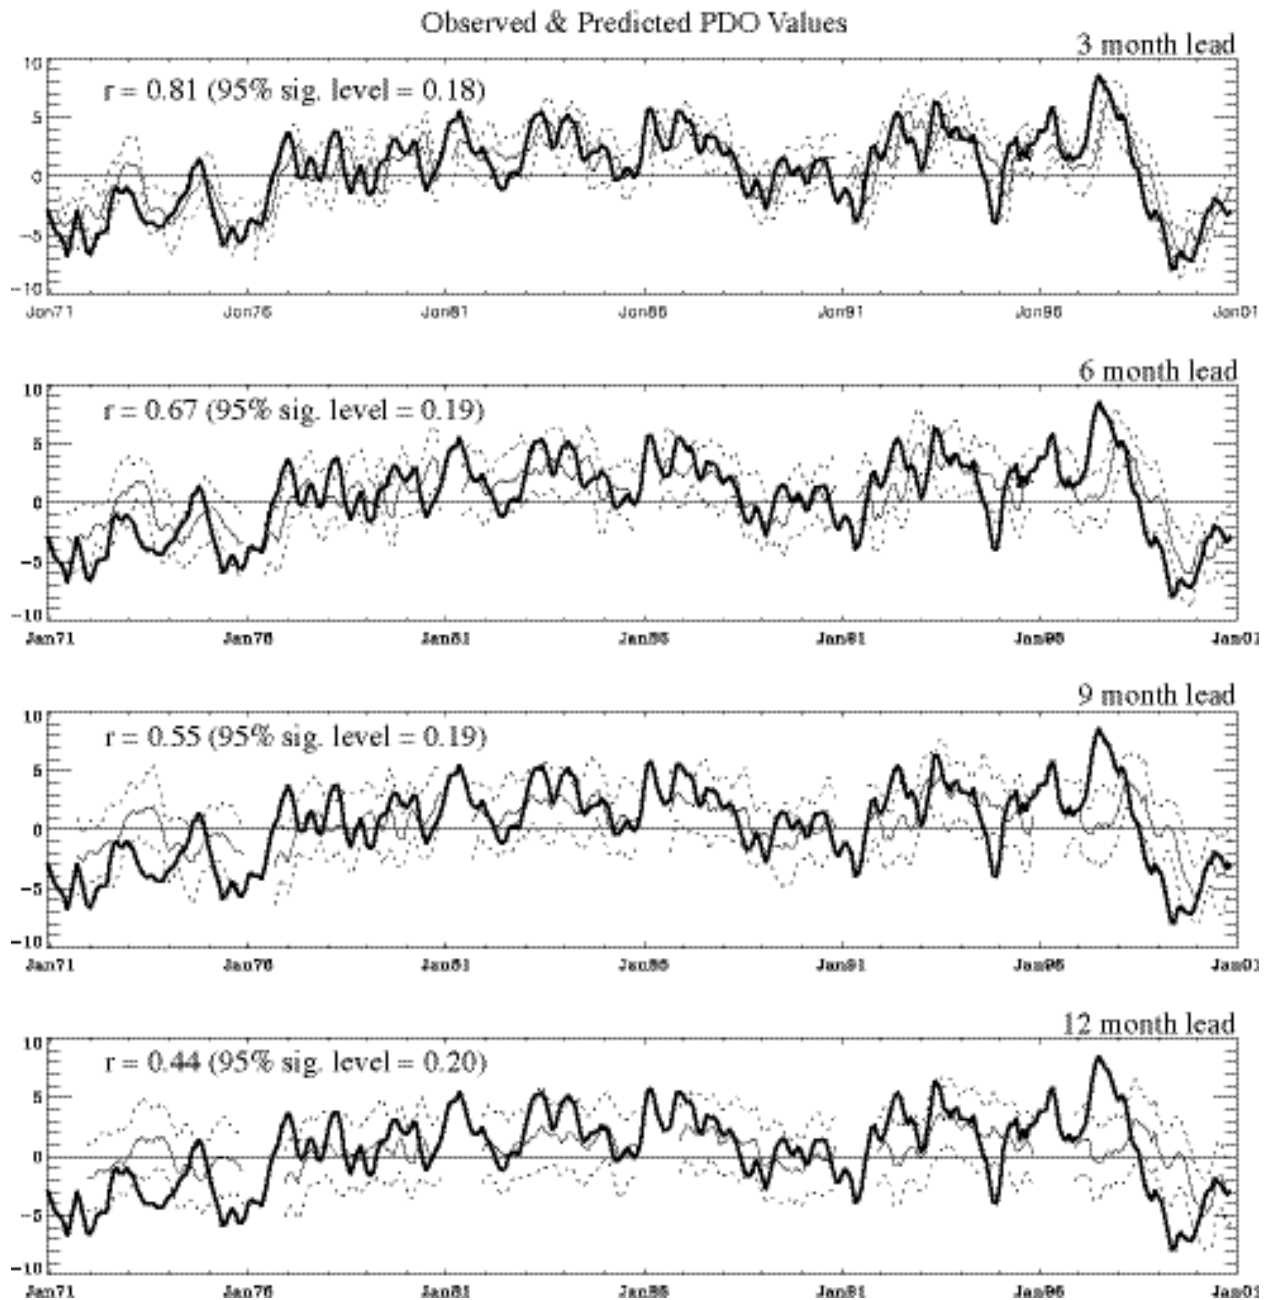 Observed & Predicted PDO Values
3 month lead
10
r = 0.81 (95% sig. level = 0.18)
5
0
-5
-10
Jan71 Jan76 Jan81 Jan86 Jan91 Jan96 Jan01
6 month lead
10
r = 0.67 (95% sig. level = 0.19)
5
0
-5
-10
Jan71 Jan76 Jan81 Jan86 Jan91 Jan96 Jan01
9 month lead
10
r = 0.55 (95% sig. level = 0.19)
5
0
-5
-10
Jan71 Jan76 Jan81 Jan86 Jan91 Jan96 Jan01
12 month lead
10
r = 0.44 (95% sig. level = 0.20)
5
0
-5
-10
Jan71 Jan76 Jan81 Jan86 Jan91 Jan96 Jan01